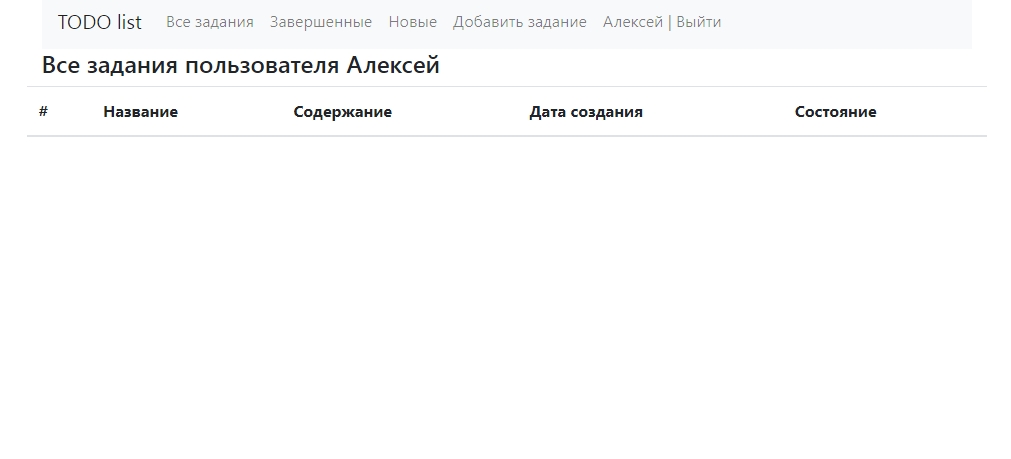 TODO list Все задания Завершенные Новые Добавить задание Алексей | Выйти
Все задания пользователя Алексей
# Название Содержание Дата создания Состояние